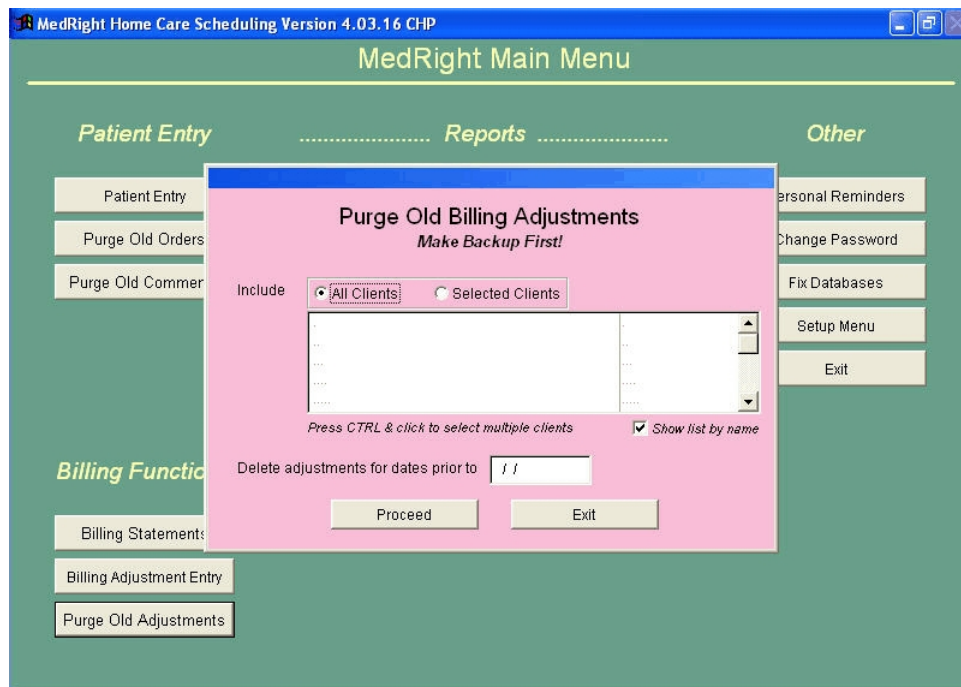 MedRight Home Care Scheduling Version 4.03.16 CHP
MedRight Main Menu
Patient Entry
..................... Reports .....................
Other
Patient Entry
Purge Old Orders
Purge Old Commen
Purge Old Billing Adjustments
Make Backup First!
Include
All Clients
Selected Clients
Press CTRL & click to select multiple clients
Show list by name
Delete adjustments for dates prior to / /
Proceed
Exit
ersonal Reminders
Change Password
Fix Databases
Setup Menu
Exit
Billing Functio
Billing Statements
Billing Adjustment Entry
Purge Old Adjustments